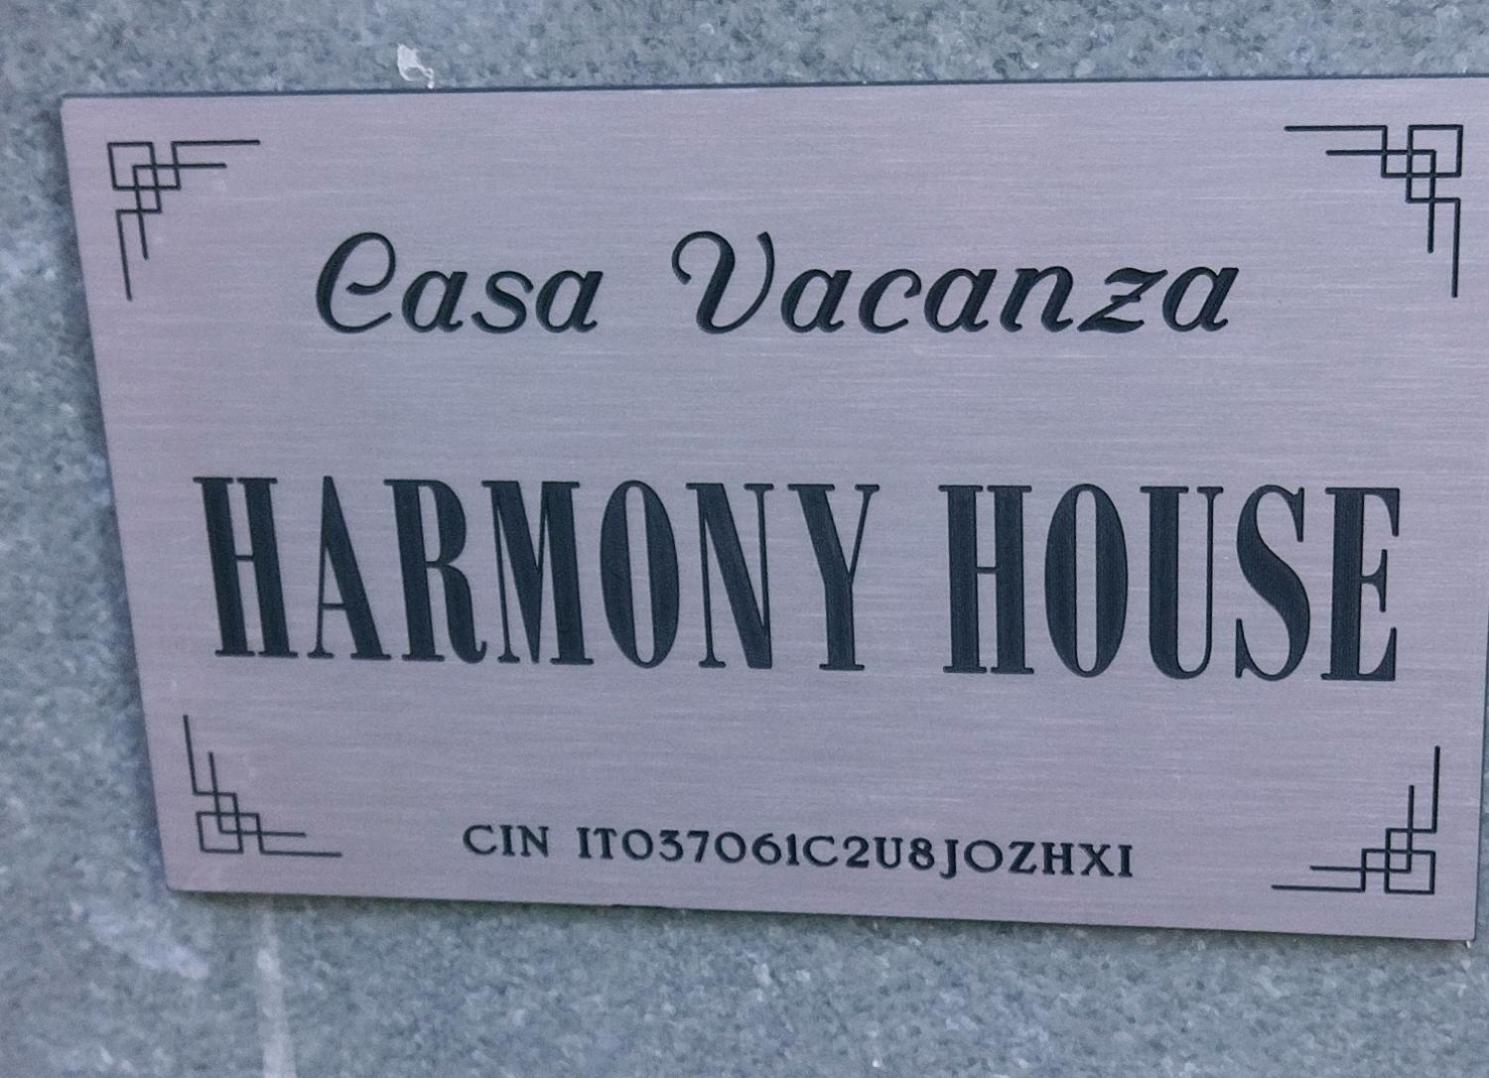 Casa Vacanza
HARMONY HOUSE
CIN IT037061C2U8JOZHXI